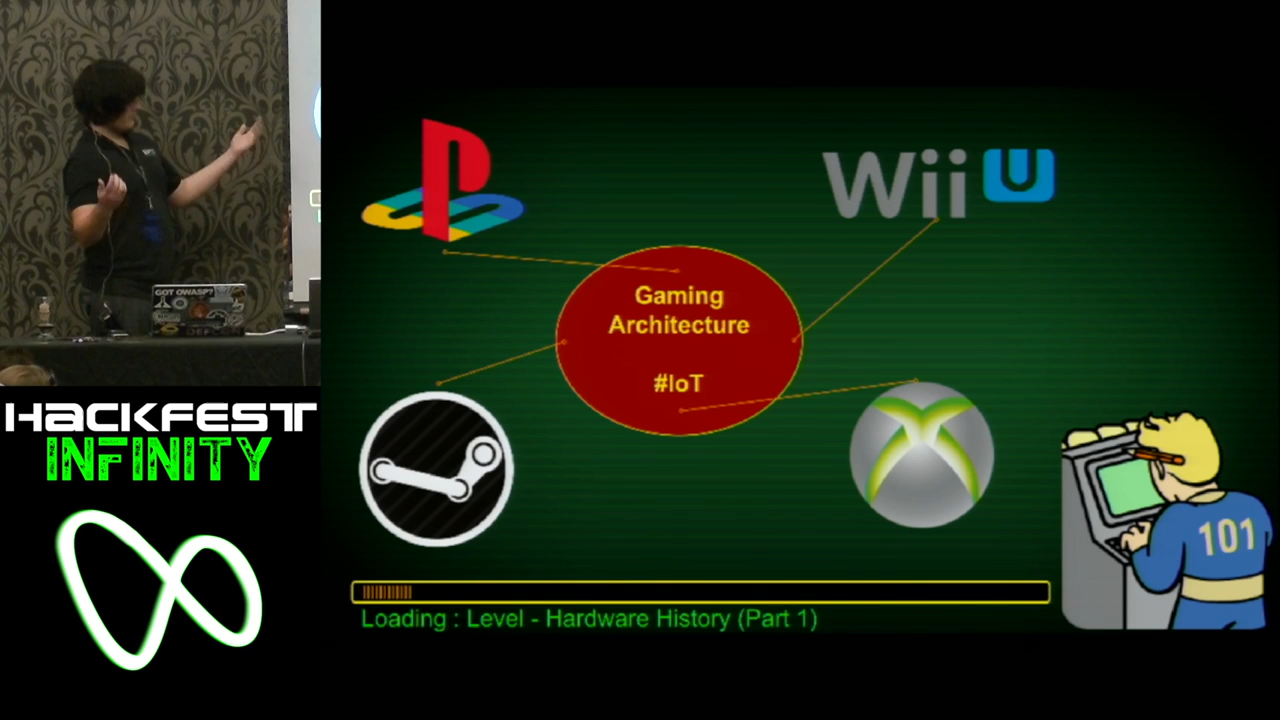 GOT OWASP?
HACKFEST
INFINITY
Wii U
Gaming
Architecture
#IoT
101
Loading : Level - Hardware History (Part 1)